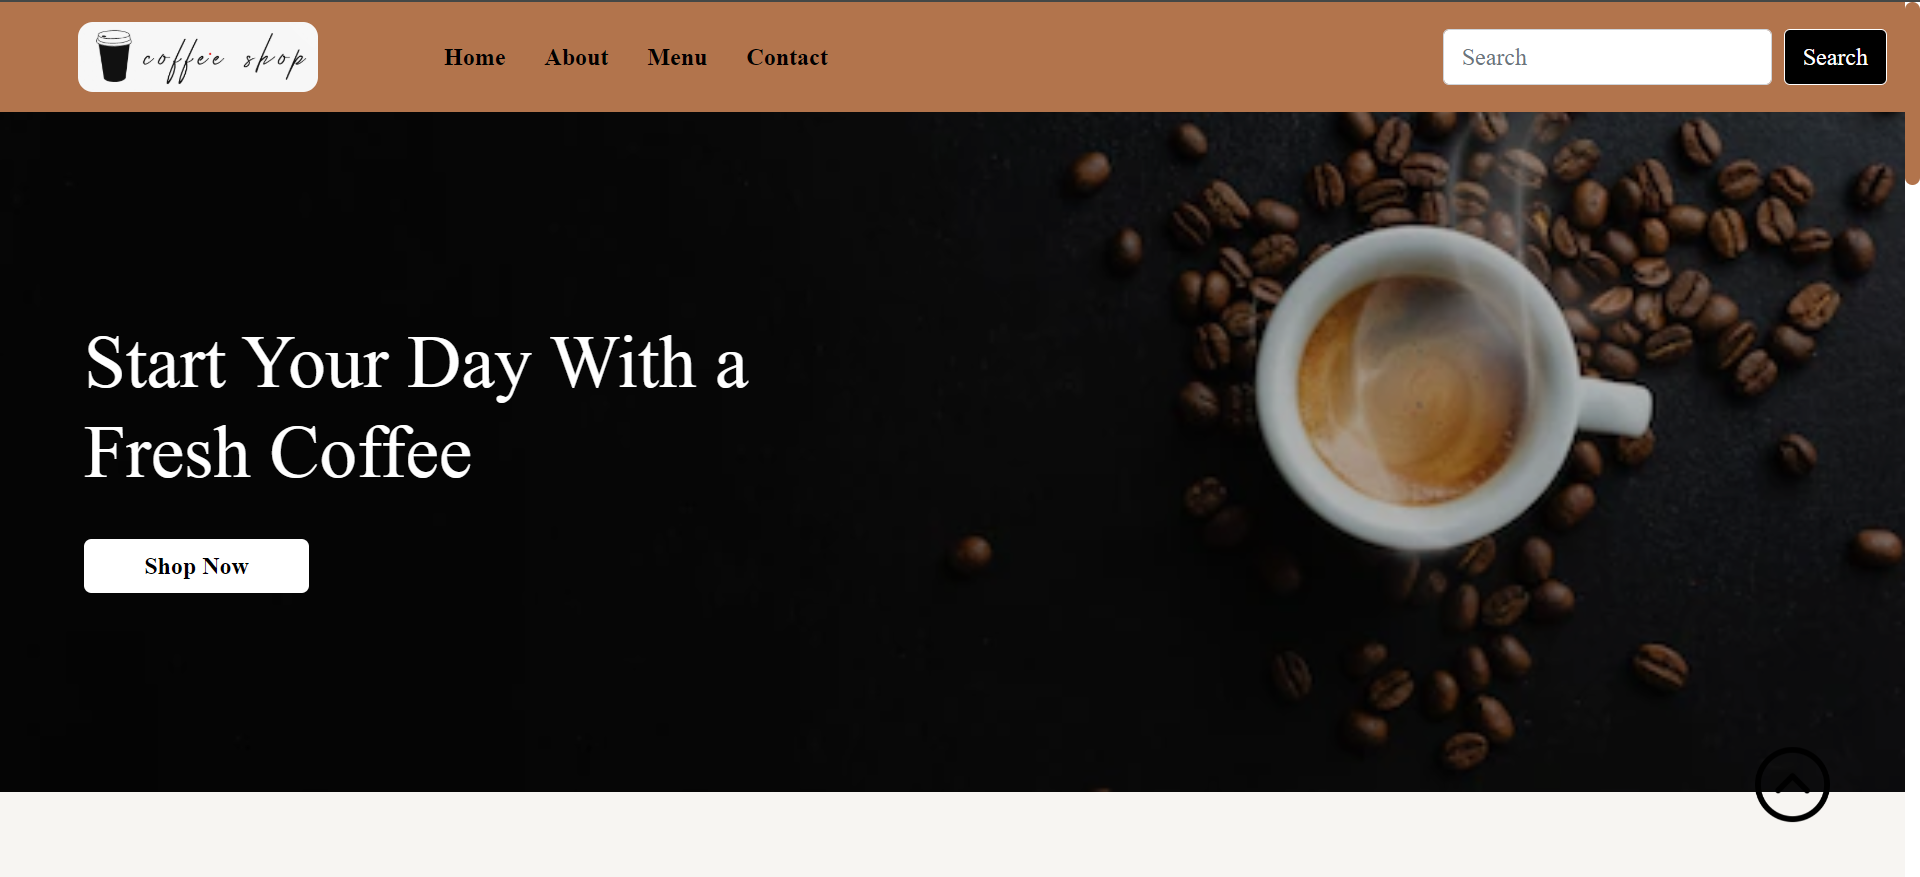 coffee shop
Home About Menu Contact
Search Search
Start Your Day With a
Fresh Coffee
Shop Now